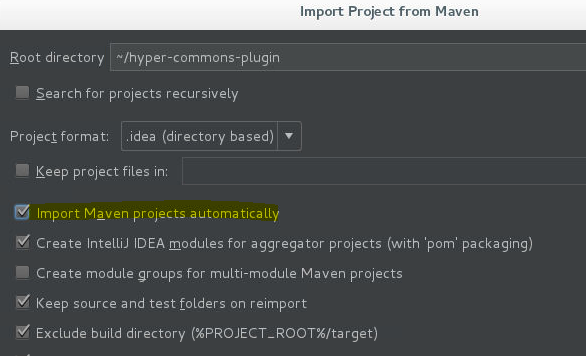 Import Project from Maven
Root directory ~/hyper-commons-plugin
Search for projects recursively
Project format: .idea (directory based)
Keep project files in:
Import Maven projects automatically
Create IntelliJ IDEA modules for aggregator projects (with 'pom' packaging)
Create module groups for multi-module Maven projects
Keep source and test folders on reimport
Exclude build directory (%PROJECT_ROOT%/target)